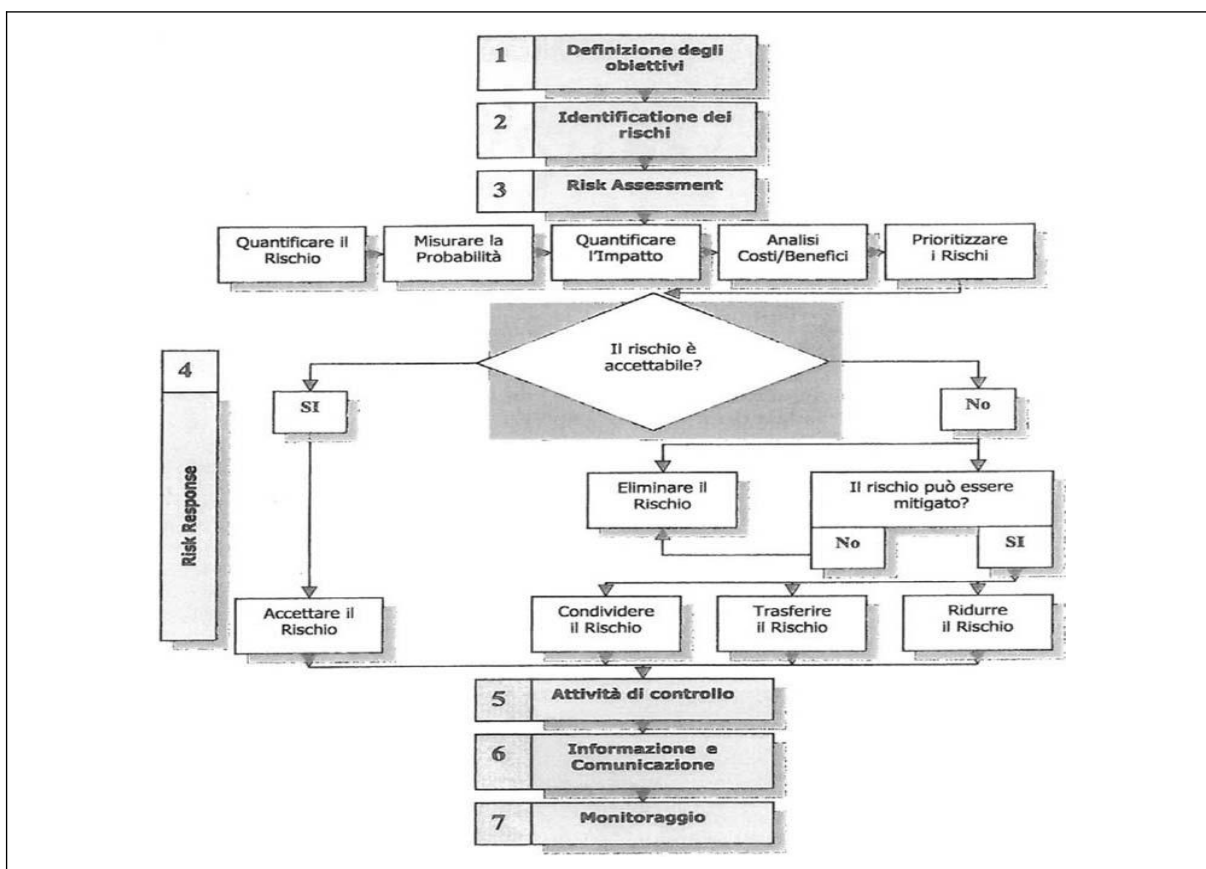 1
Definizione degli
obiettivi
2
Identificatione dei
rischi
3
Risk Assessment
Quantificare il
Rischio
Misurare la
Probabilità
Quantificare
l'Impatto
Analisi
Costi/Benefici
Prioritizzare
i Rischi
Il rischio è
accettabile?
4
Risk Response
SI
No
Eliminare il
Rischio
Il rischio può essere
mitigato?
No
SI
Accettare il
Rischio
Condividere
il Rischio
Trasferire
il Rischio
Ridurre
il Rischio
5
Attività di controllo
6
Informazione e
Comunicazione
7
Monitoraggio